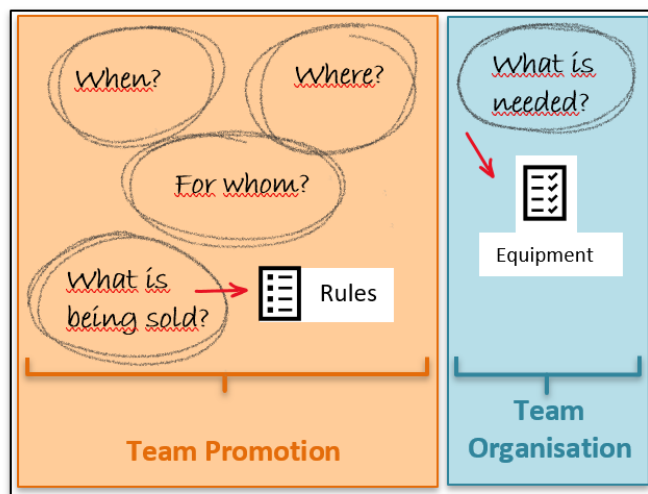 When?
Where?
For whom?
What is
being sold?
Rules
Team Promotion
What is
needed?
Equipment
Team
Organisation